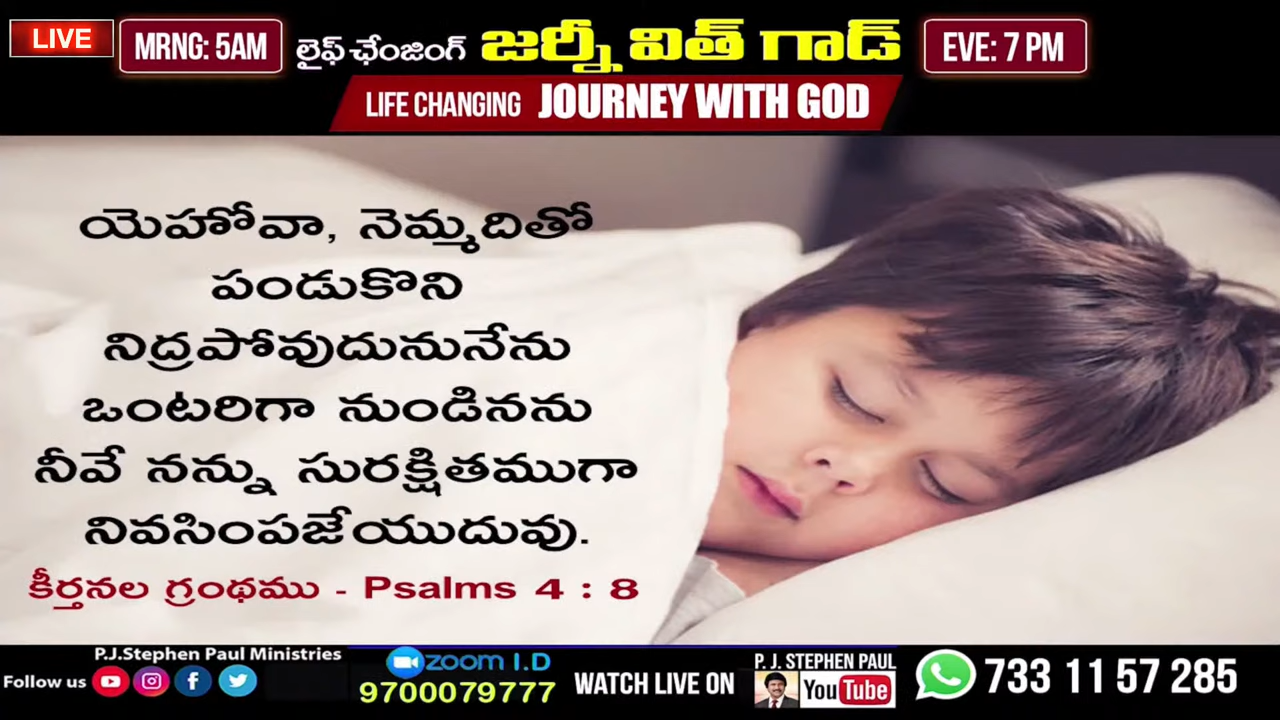 LIVE
MRNG: 5AM
లైఫ్ ఛేంజింగ్ జర్నీ విత్ గాడ్
EVE: 7 PM
LIFE CHANGING JOURNEY WITH GOD
యెహోవా, నెమ్మదితో
పండుకొని
నిద్రపోవుదునునేను
ఒంటరిగా నుండినను
నీవే నన్ను సురక్షితముగా
నివసింపజేయుదువు.
కీర్తనల గ్రంథము - Psalms 4 : 8
P.J.Stephen Paul Ministries
Follow us
zoom I.D
9700079777
WATCH LIVE ON
P. J. STEPHEN PAUL
YouTube
733 11 57 285